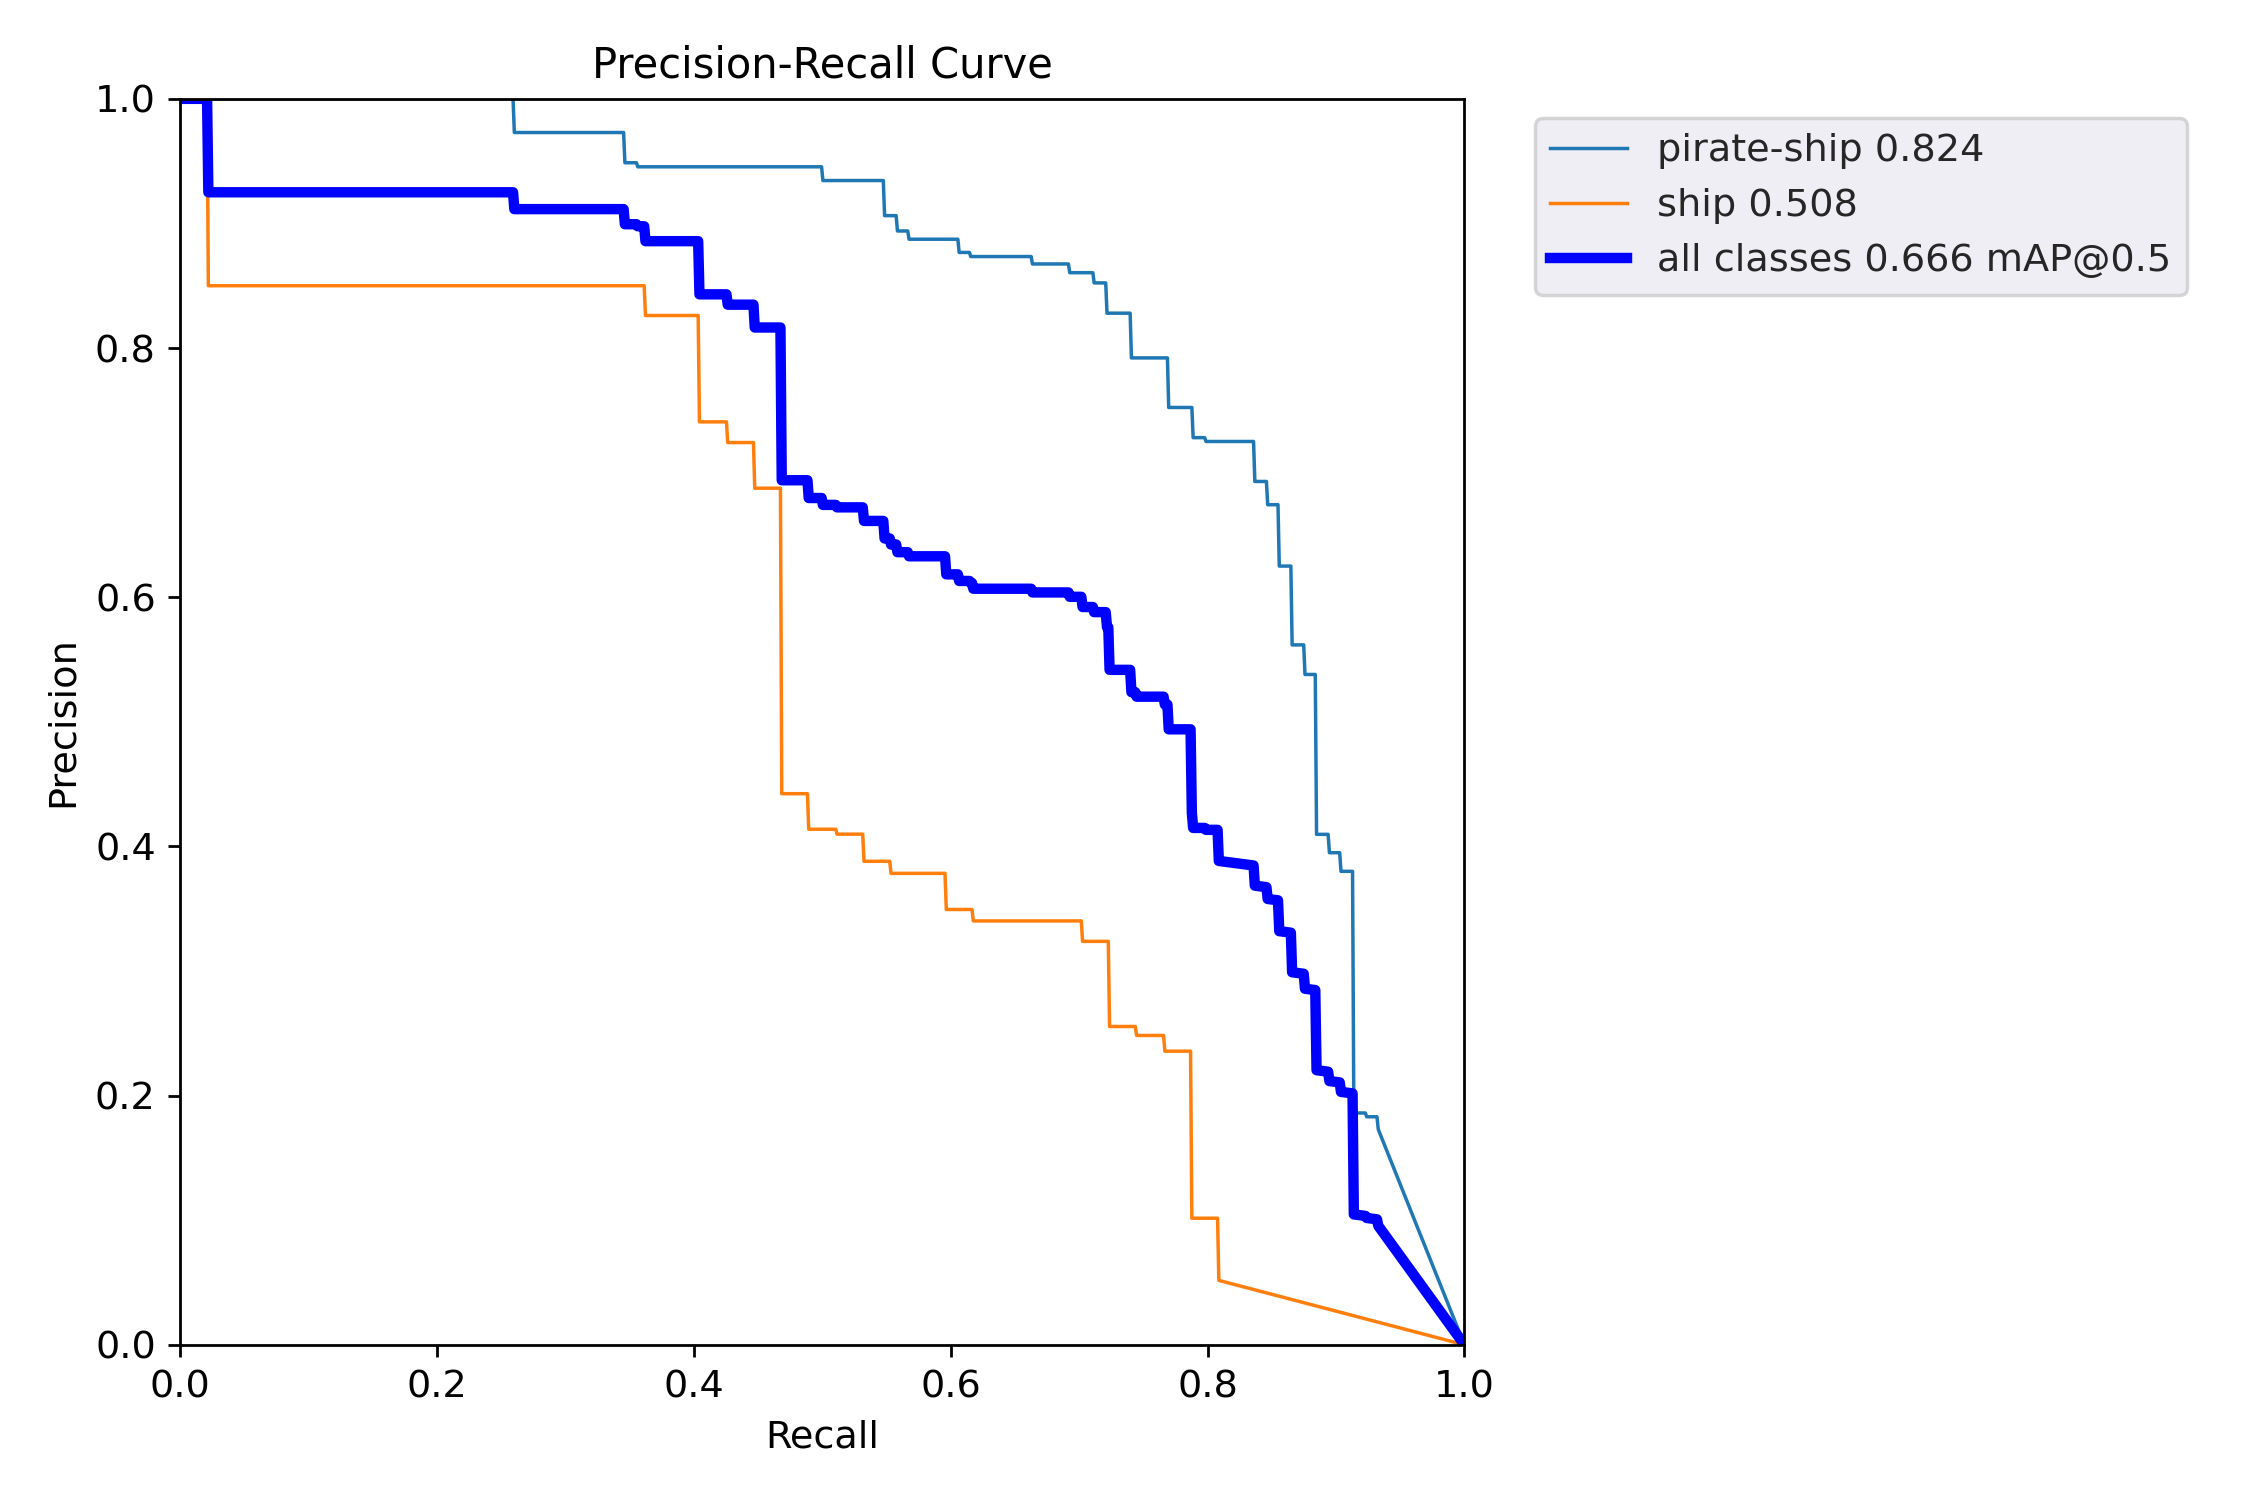 Precision-Recall Curve
1.0
0.8
0.6
0.4
0.2
0.0
Precision
0.0 0.2 0.4 0.6 0.8 1.0
Recall
pirate-ship 0.824
ship 0.508
all classes 0.666 mAP@0.5